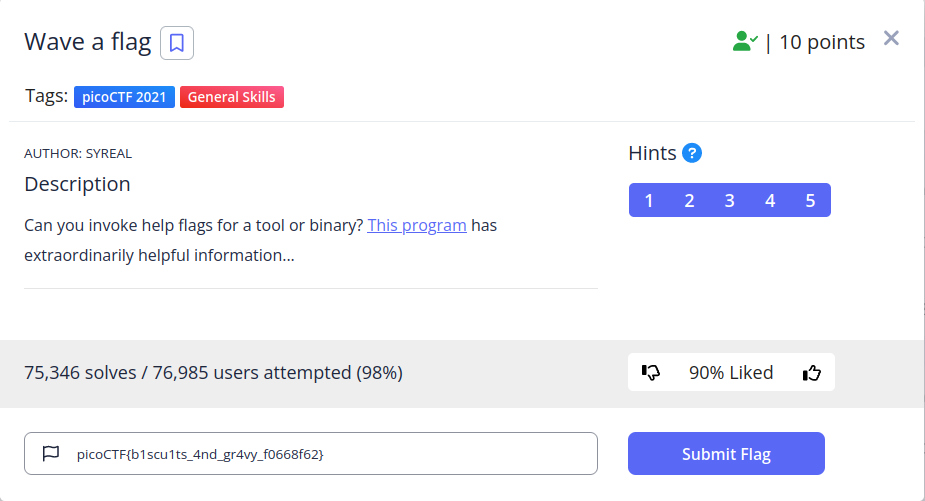 Wave a flag
| 10 points
Tags: picoCTF 2021 General Skills
AUTHOR: SYREAL
Description
Can you invoke help flags for a tool or binary? This program has
extraordinarily helpful information...
Hints ?
1 2 3 4 5
75,346 solves / 76,985 users attempted (98%)
90% Liked
picoCTF{b1scu1ts_4nd_gr4vy_f0668f62}
Submit Flag